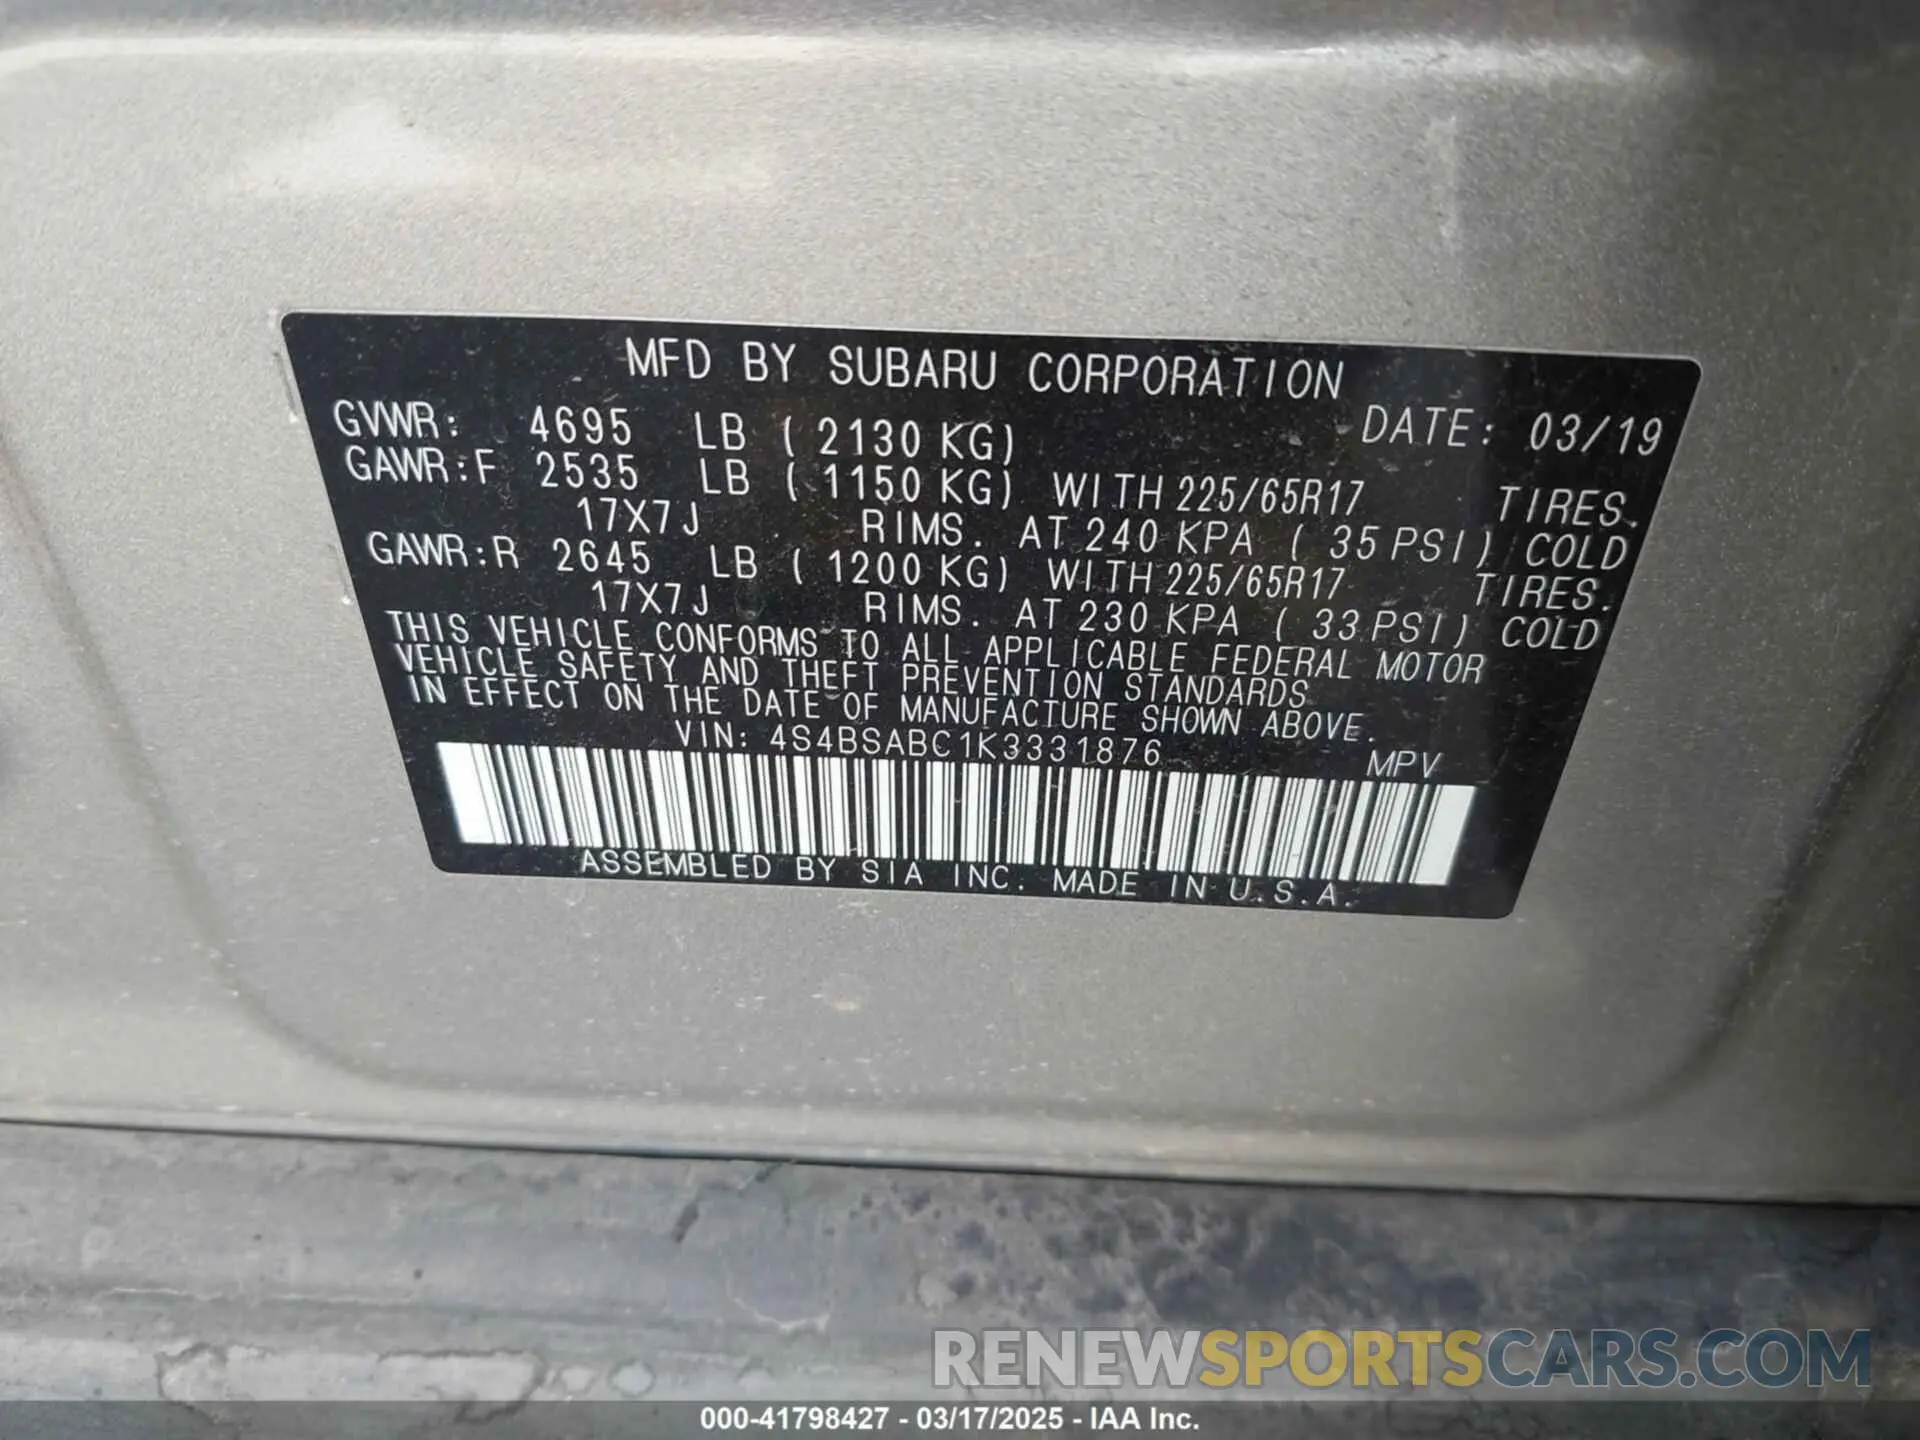 MFD BY SUBARU CORPORATION
GVWR: 4695 LB ( 2130 KG) DATE: 03/19
GAWR:F 2535 LB ( 1150 KG) WITH 225/65R17 TIRES.
17X7J RIMS. AT 240 KPA ( 35 PSI) COLD
GAWR:R 2645 LB ( 1200 KG) WITH 225/65R17 TIRES.
17X7J RIMS. AT 230 KPA ( 33 PSI) COLD
THIS VEHICLE CONFORMS TO ALL APPLICABLE FEDERAL MOTOR
VEHICLE SAFETY AND THEFT PREVENTION STANDARDS
IN EFFECT ON THE DATE OF MANUFACTURE SHOWN ABOVE.
VIN: 4S4BSABC1K3331876 MPV
ASSEMBLED BY SIA INC. MADE IN U.S.A.
RENEWSPORTSCARS.COM
000-41798427 - 03/17/2025 - IAA Inc.